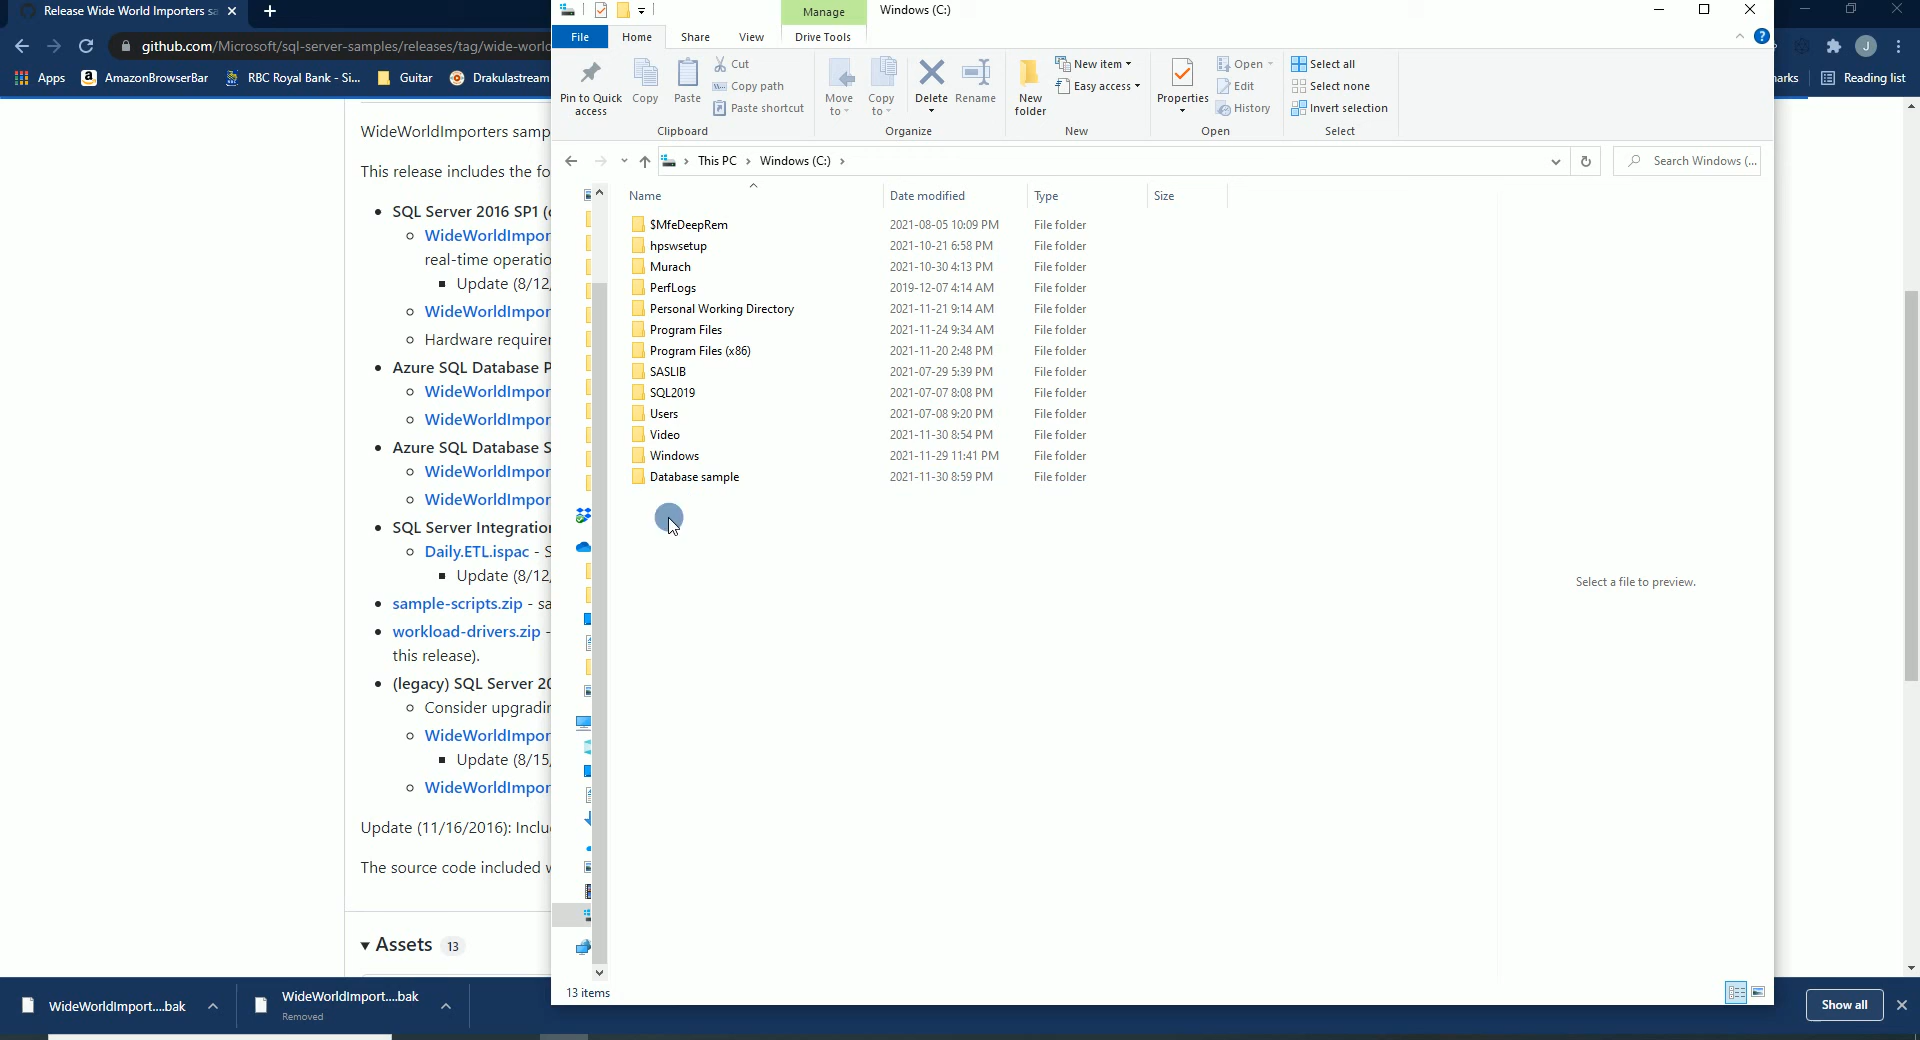 Release Wide World Importers sa
github.com/Microsoft/sql-server-samples/releases/tag/wide-worl
Apps
AmazonBrowserBar
RBC Royal Bank - Si...
Guitar
Drakulastream
Reading list
J
WideWorldImporters samp
This release includes the fo
SQL Server 2016 SP1 (
WideWorldImpor
real-time operatio
Update (8/12,
WideWorldImpor
Hardware requirer
Azure SQL Database P
WideWorldImpor
WideWorldImpor
Azure SQL Database S
WideWorldImpor
WideWorldImpor
SQL Server Integration
Daily.ETL.ispac - S
Update (8/12,
sample-scripts.zip - sa
workload-drivers.zip -
this release).
(legacy) SQL Server 20
Consider upgradin
WideWorldImpor
Update (8/15,
WideWorldImpor
Update (11/16/2016): Inclu
The source code included
Assets 13
Manage
Windows (C:)
File
Home
Share
View
Drive Tools
Pin to Quick access
Copy
Paste
Cut
Copy path
Paste shortcut
Clipboard
Move to
Copy to
Delete
Rename
Organize
New folder
New item
Easy access
New
Properties
Open
Edit
History
Open
Select all
Select none
Invert selection
Select
This PC > Windows (C:) >
Search Windows (...
Name Date modified Type Size
$MfeDeepRem 2021-08-05 10:09 PM File folder
hpswsetup 2021-10-21 6:58 PM File folder
Murach 2021-10-30 4:13 PM File folder
PerfLogs 2019-12-07 4:14 AM File folder
Personal Working Directory 2021-11-21 9:14 AM File folder
Program Files 2021-11-24 9:34 AM File folder
Program Files (x86) 2021-11-20 2:48 PM File folder
SASLIB 2021-07-29 5:39 PM File folder
SQL2019 2021-07-07 8:08 PM File folder
Users 2021-07-08 9:20 PM File folder
Video 2021-11-30 8:54 PM File folder
Windows 2021-11-29 11:41 PM File folder
Database sample 2021-11-30 8:59 PM File folder
Select a file to preview.
13 items
WideWorldImport....bak
WideWorldImport....bak
Removed
Show all